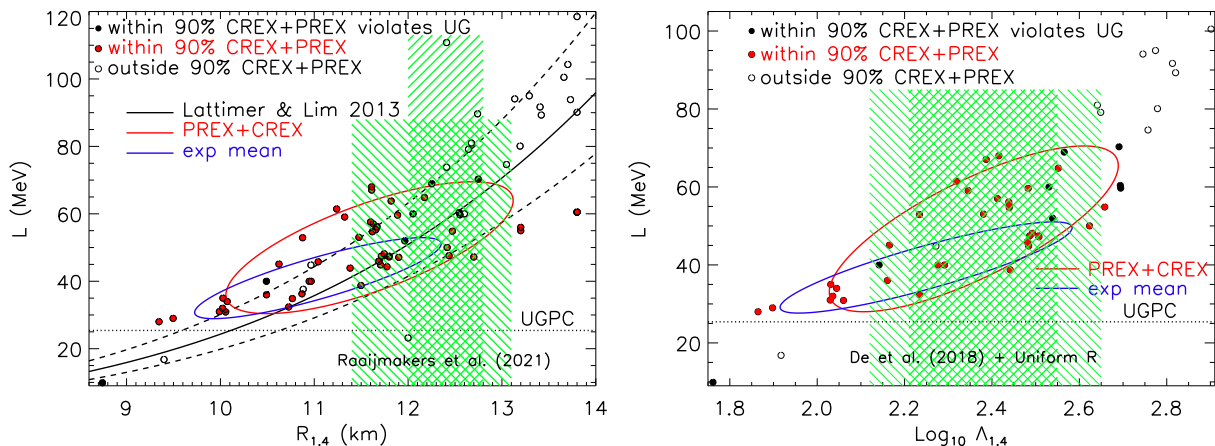 within 90% CREX+PREX violates UG
within 90% CREX+PREX
outside 90% CREX+PREX
Lattimer & Lim 2013
PREX+CREX
exp mean
UGPC
Raaijmakers et al. (2021)
L (MeV)
120
100
80
60
40
20
9 10 11 12 13 14
R1.4 (km)
within 90% CREX+PREX violates UG
within 90% CREX+PREX
outside 90% CREX+PREX
PREX+CREX
exp mean
UGPC
De et al. (2018) + Uniform R
L (MeV)
100
80
60
40
20
1.8 2.0 2.2 2.4 2.6 2.8
Log10 Λ1.4